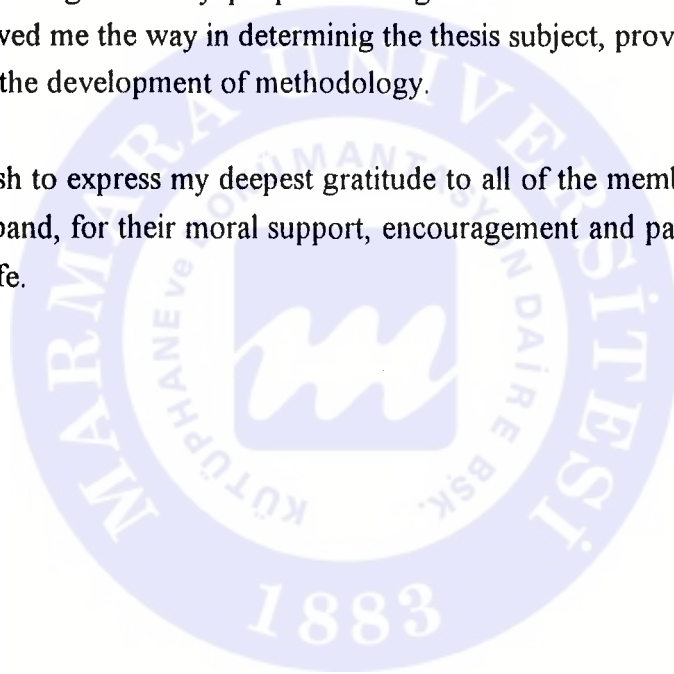 ved me the way in determinig the thesis subject, prov
the development of methodology.
sh to express my deepest gratitude to all of the memb
band, for their moral support, encouragement and pa
fe.
MARMARA ÜNİVERSİTESİ
KÜTÜPHANE ve DOKÜMANTASYON DAİRE BŞK.
1883